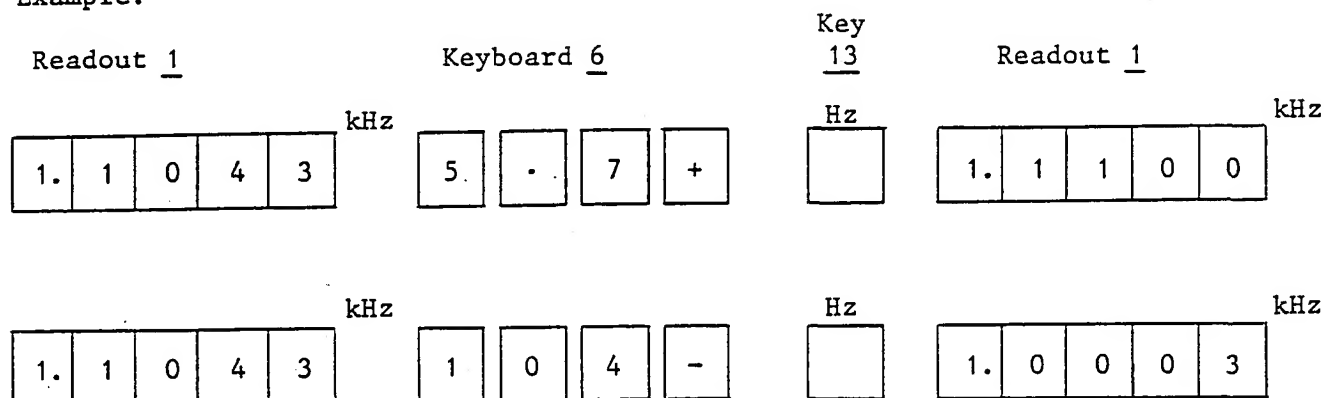 Example:
Key
Readout 1 Keyboard 6 13 Readout 1
kHz Hz kHz
1. 1 0 4 3 5 . 7 + 1. 1 1 0 0
kHz Hz kHz
1. 1 0 4 3 1 0 4 - 1. 0 0 0 3